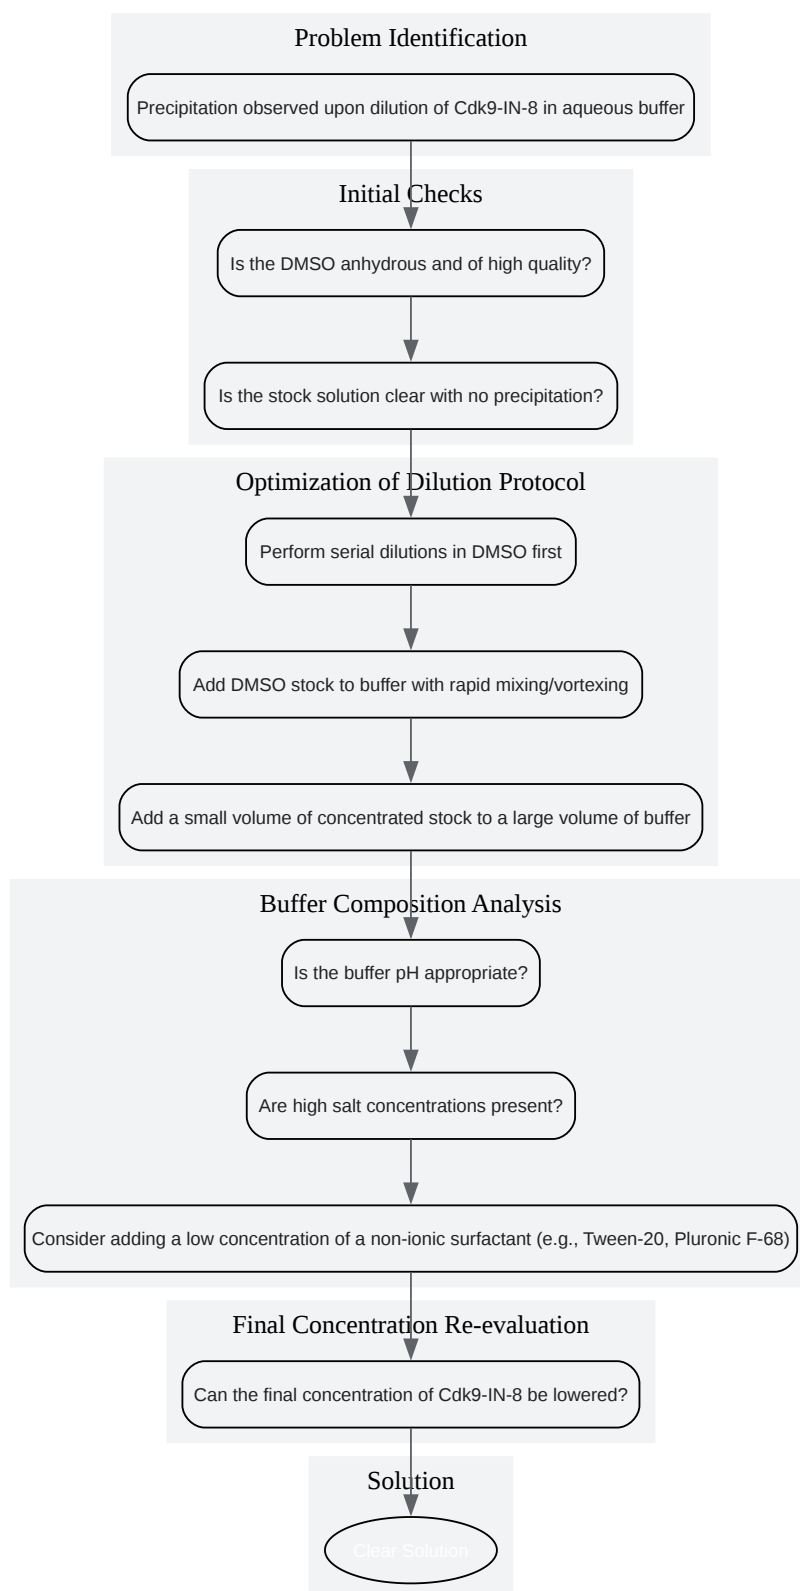 Problem Identification
Precipitation observed upon dilution of Cdk9-IN-8 in aqueous buffer
Initial Checks
Is the DMSO anhydrous and of high quality?
Is the stock solution clear with no precipitation?
Optimization of Dilution Protocol
Perform serial dilutions in DMSO first
Add DMSO stock to buffer with rapid mixing/vortexing
Add a small volume of concentrated stock to a large volume of buffer
Buffer Composition Analysis
Is the buffer pH appropriate?
Are high salt concentrations present?
Consider adding a low concentration of a non-ionic surfactant (e.g., Tween-20, Pluronic F-68)
Final Concentration Re-evaluation
Can the final concentration of Cdk9-IN-8 be lowered?
Solution
Clear Solution